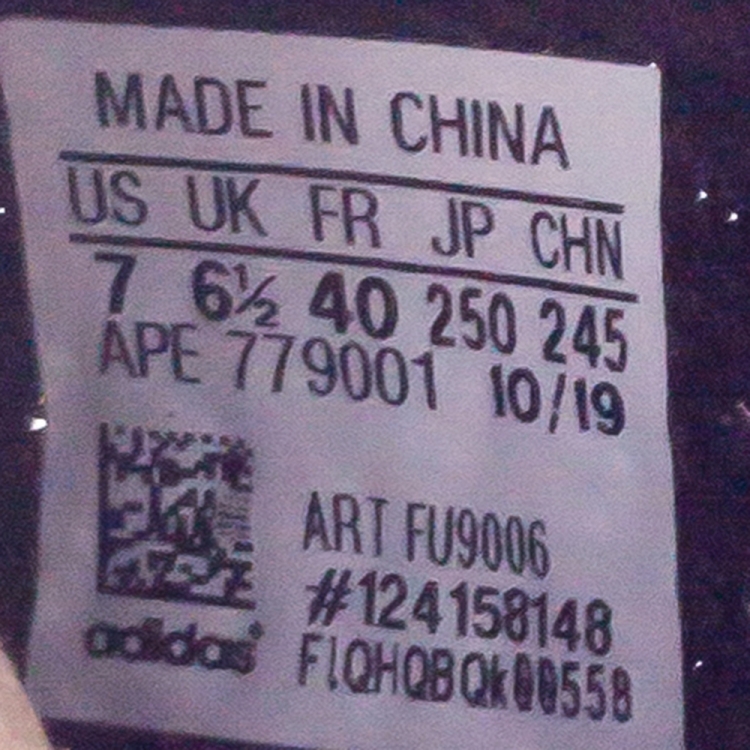 MADE IN CHINA
US UK FR JP CHN
7 6½ 40 250 245
APE 779001 10/19
ART FU9006
#124158148
adidas